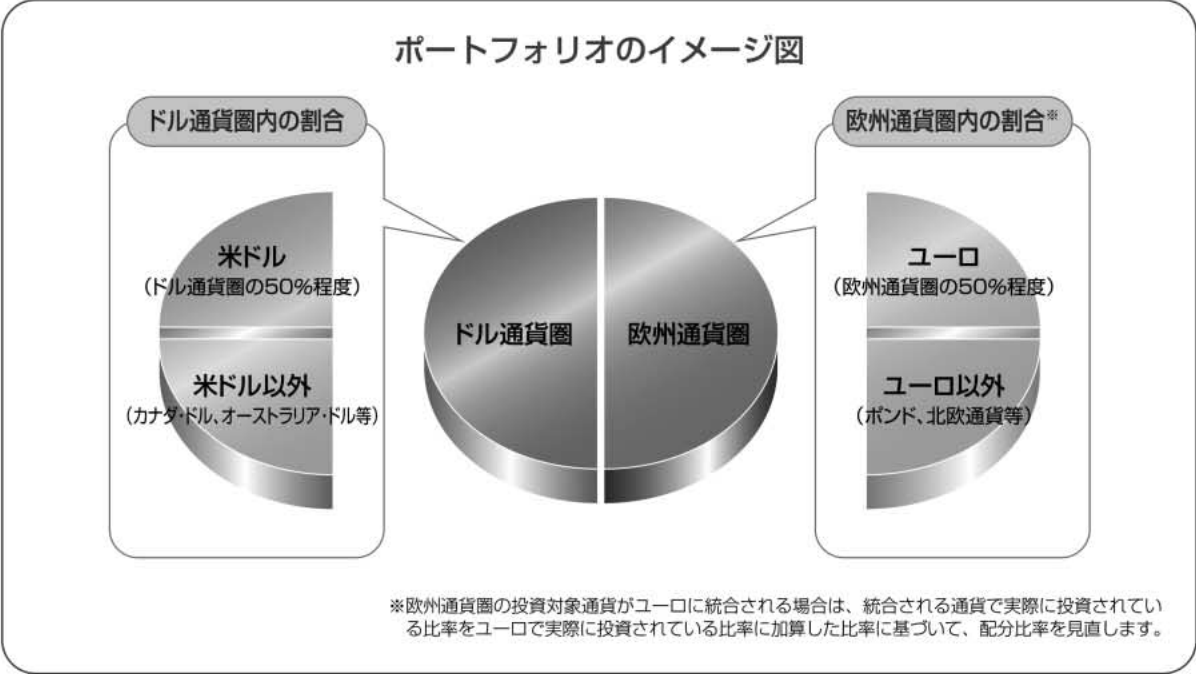 ポートフォリオのイメージ図
ドル通貨圏内の割合
欧州通貨圏内の割合※
米ドル
（ドル通貨圏の50%程度）
米ドル以外
（カナダ・ドル、オーストラリア・ドル等）
ドル通貨圏
欧州通貨圏
ユーロ
（欧州通貨圏の50%程度）
ユーロ以外
（ポンド、北欧通貨等）
※欧州通貨圏の投資対象通貨がユーロに統合される場合は、統合される通貨で実際に投資されてい
る比率をユーロで実際に投資されている比率に加算した比率に基づいて、配分比率を見直します。